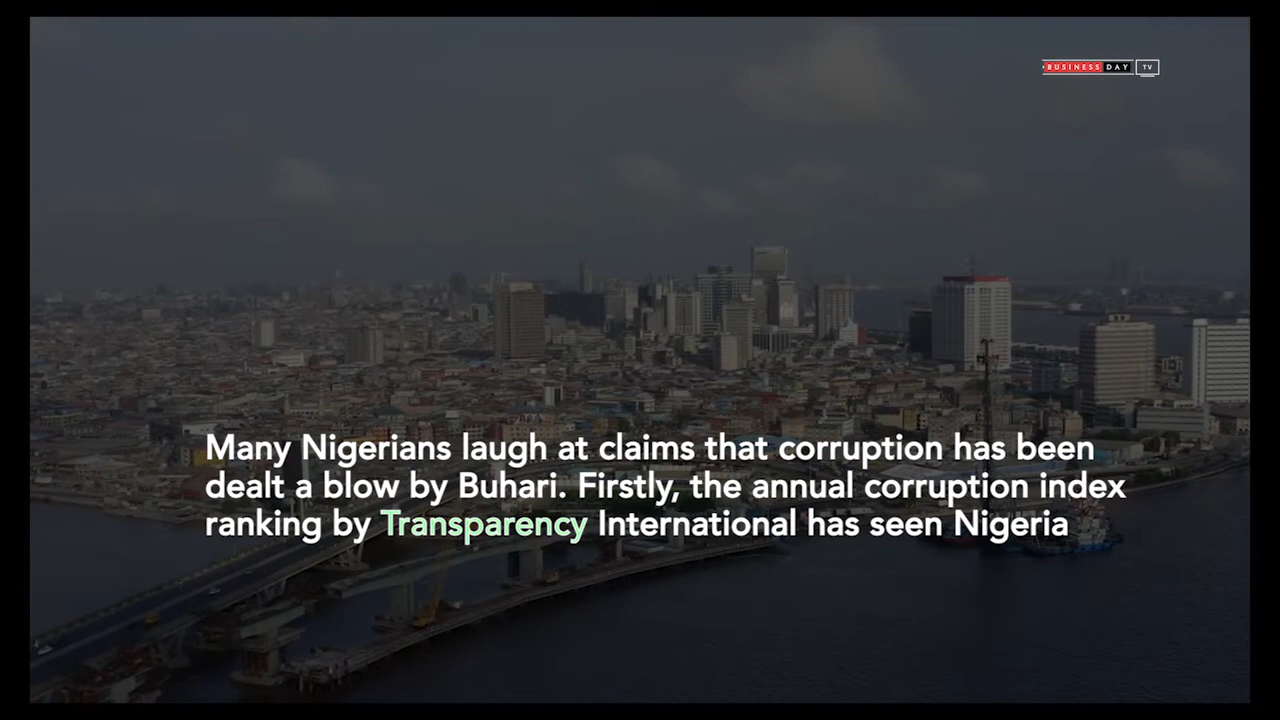 BUSINESS DAY TV
Many Nigerians laugh at claims that corruption has been
dealt a blow by Buhari. Firstly, the annual corruption index
ranking by Transparency International has seen Nigeria